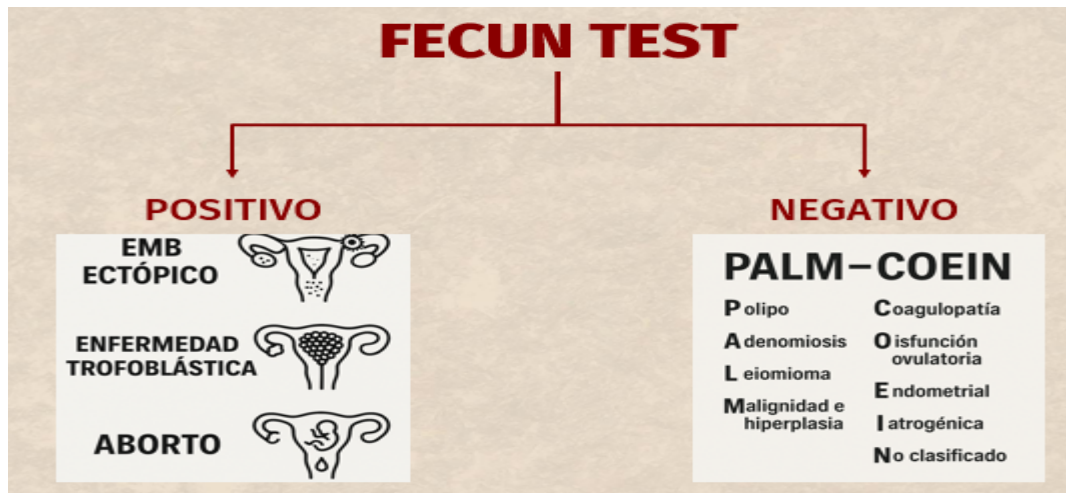 FECUN TEST
POSITIVO
EMB
ECTÓPICO
ENFERMEDAD
TROFOBLÁSTICA
ABORTO
NEGATIVO
PALM-COEIN
Polipo
Adenomiosis
Leiomioma
Malignidad e
hiperplasia
Coagulopatía
Oisfunción
ovulatoria
Endometrial
Iatrogénica
No clasificado